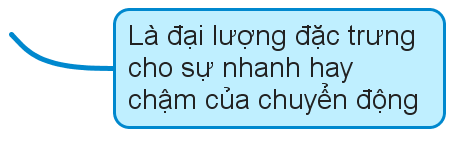 Là đại lượng đặc trưng
cho sự nhanh hay
chậm của chuyển động